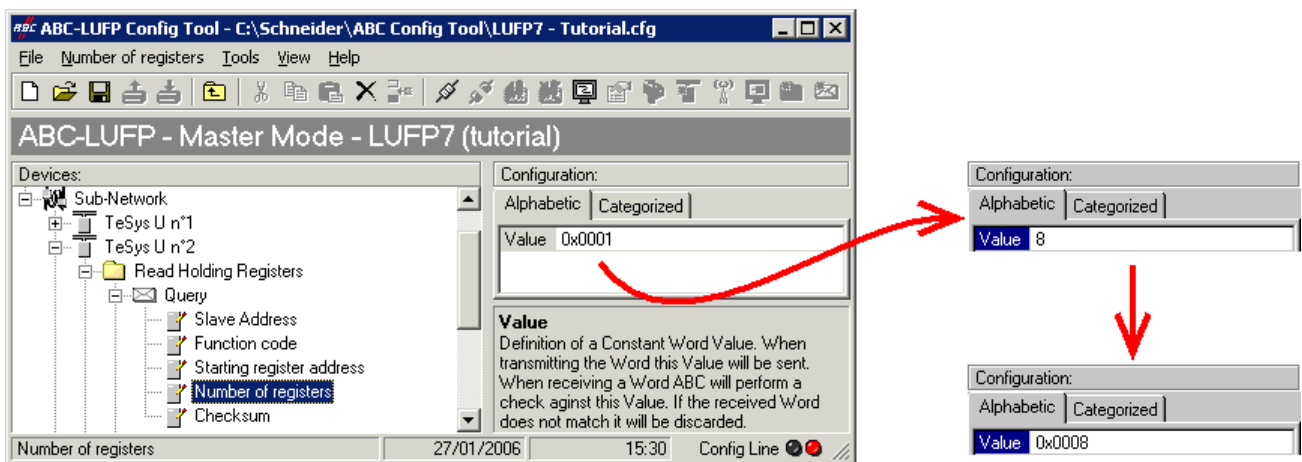 ABC-LUFP Config Tool - C:\Schneider\ABC Config Tool\LUFP7 - Tutorial.cfg
File Number of registers Tools View Help
ABC-LUFP - Master Mode - LUFP7 (tutorial)
Devices:
Sub-Network
TeSys U n°1
TeSys U n°2
Read Holding Registers
Query
Slave Address
Function code
Starting register address
Number of registers
Checksum
Configuration:
Alphabetic Categorized
Value 0x0001
Value
Definition of a Constant Word Value. When
transmitting the Word this Value will be sent.
When receiving a Word ABC will perform a
check aginst this Value. If the received Word
does not match it will be discarded.
Number of registers 27/01/2006 15:30 Config Line
Configuration:
Alphabetic Categorized
Value 8
Configuration:
Alphabetic Categorized
Value 0x0008